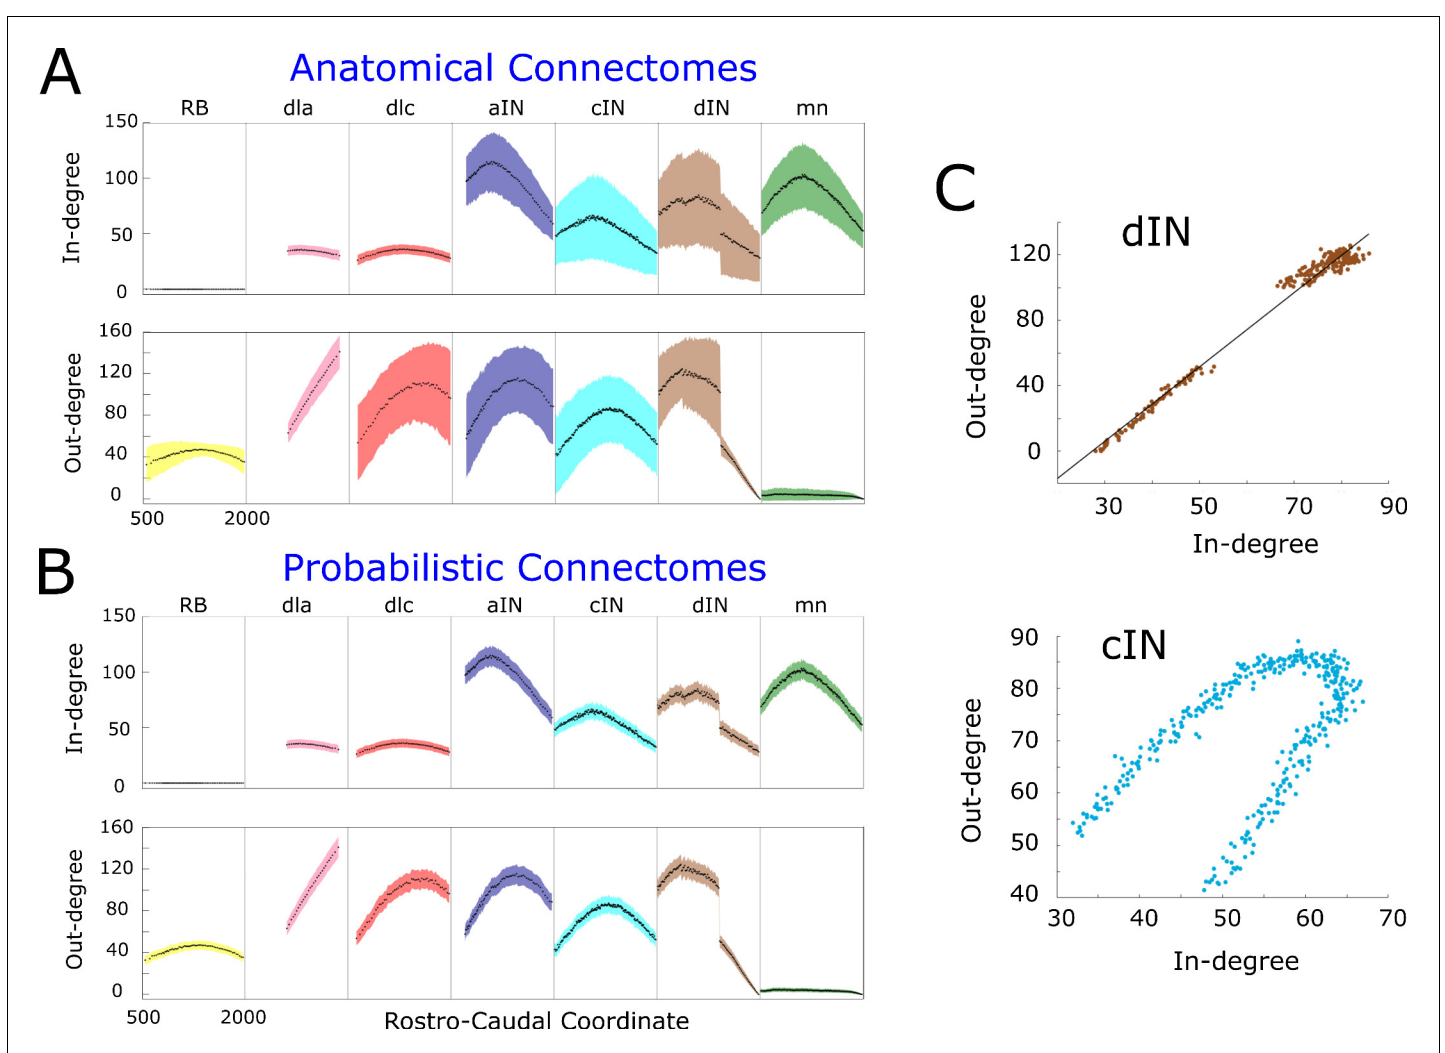 A
Anatomical Connectomes
RB dla dlc aIN cIN dIN mn
150
100
50
0
In-degree
160
120
80
40
0
Out-degree
500 2000
B
Probabilistic Connectomes
RB dla dlc aIN cIN dIN mn
150
100
50
0
In-degree
160
120
80
40
0
Out-degree
500 2000 Rostro-Caudal Coordinate
C
dIN
120
80
40
0
Out-degree
30 50 70 90
In-degree
cIN
90
80
70
60
50
40
Out-degree
30 40 50 60 70
In-degree